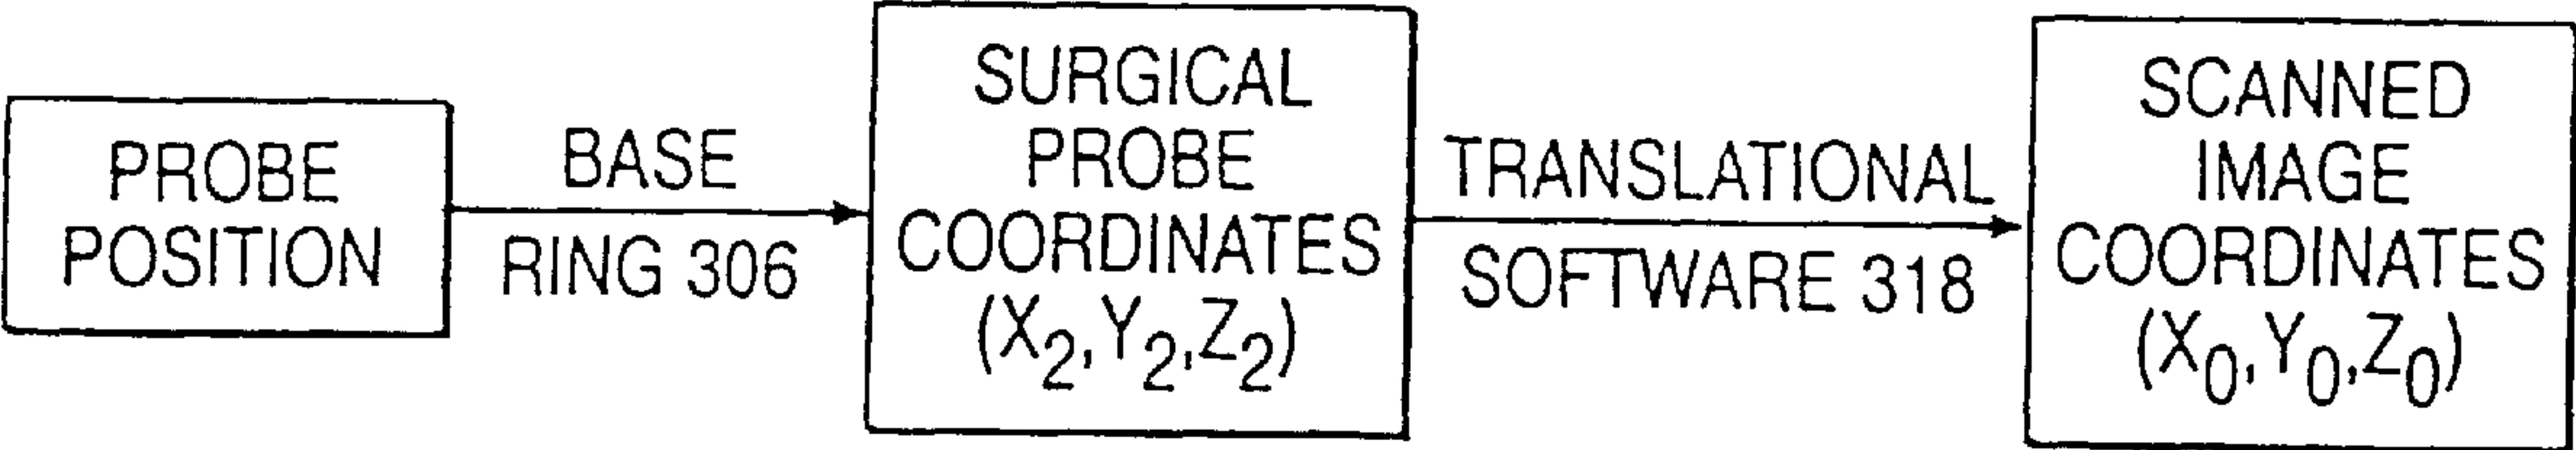 PROBE
POSITION
BASE
RING 306
SURGICAL
PROBE
COORDINATES
(X₂,Y₂,Z₂)
TRANSLATIONAL
SOFTWARE 318
SCANNED
IMAGE
COORDINATES
(X₀,Y₀,Z₀)